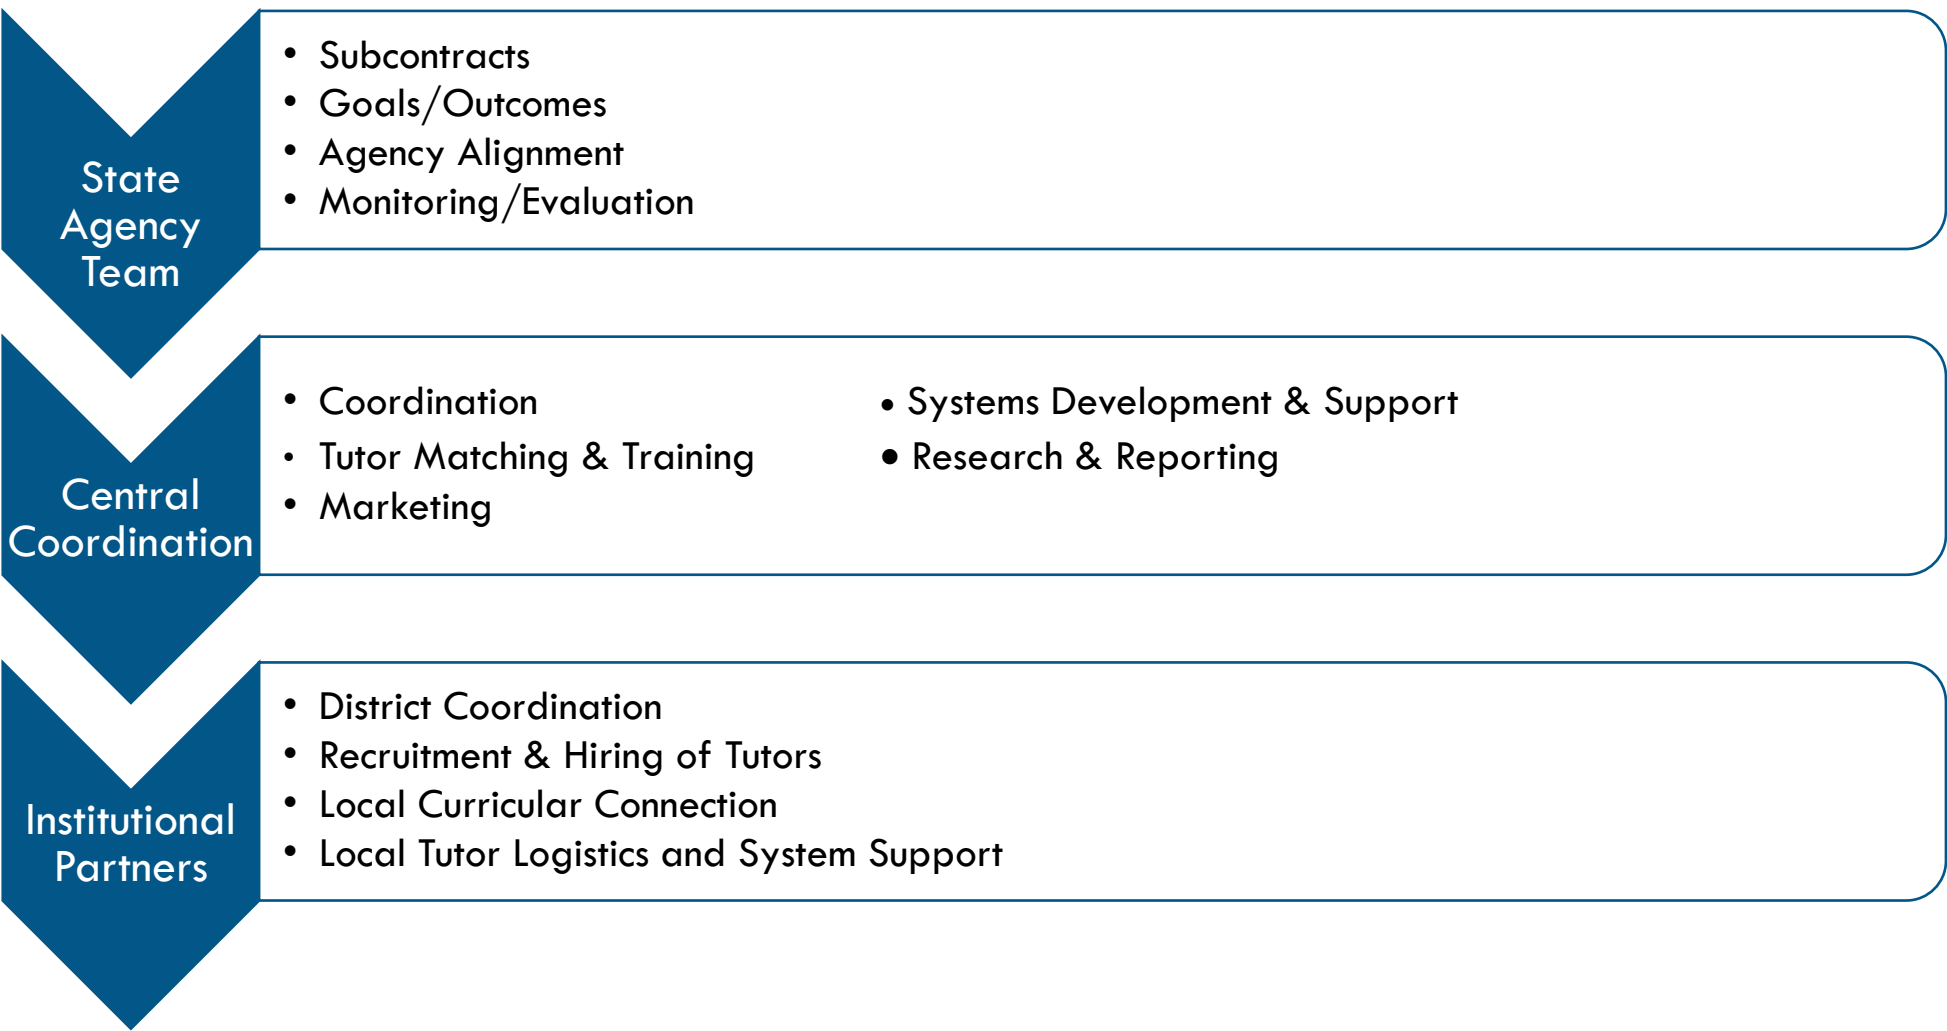 State
Agency
Team
• Subcontracts
• Goals/Outcomes
• Agency Alignment
• Monitoring/Evaluation
Central
Coordination
• Coordination
• Tutor Matching & Training
• Marketing
• Systems Development & Support
• Research & Reporting
Institutional
Partners
• District Coordination
• Recruitment & Hiring of Tutors
• Local Curricular Connection
• Local Tutor Logistics and System Support